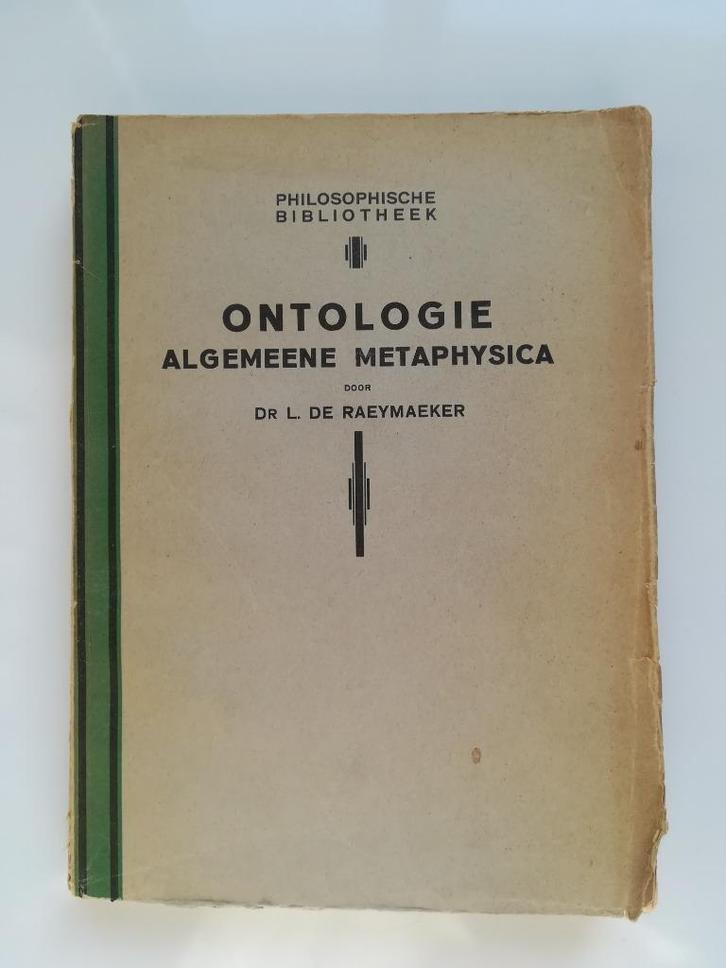 PHILOSOPHISCHE
BIBLIOTHEEK
ONTOLOGIE
ALGEMEENE METAPHYSICA
DOOR
DR L. DE RAEYMAEKER